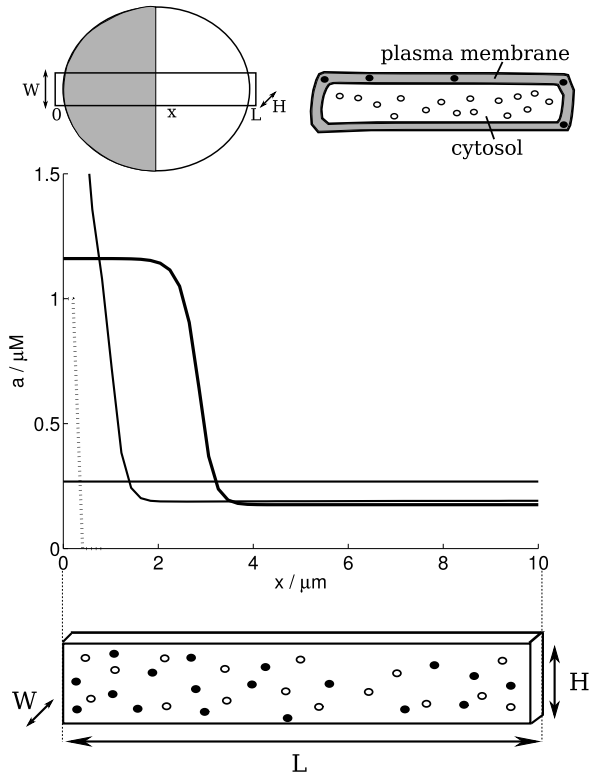 plasma membrane
W
H
0
x
L
cytosol
1.5
1
0.5
0
a / μM
0 2 4 6 8 10
x / μm
W
H
L